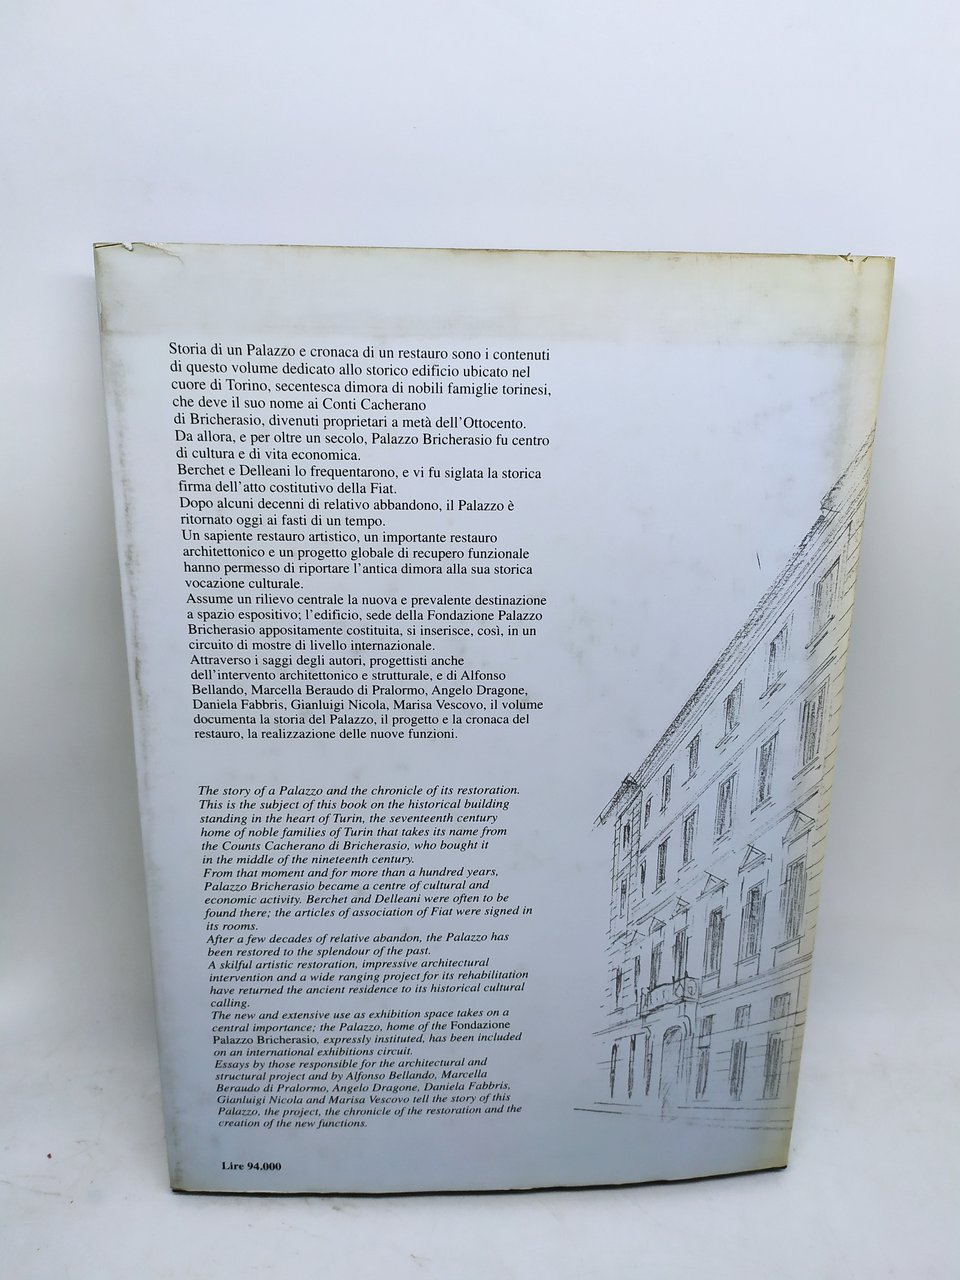 Storia di un Palazzo e cronaca di un restauro sono i contenuti
di questo volume dedicato allo storico edificio ubicato nel
cuore di Torino, secentesca dimora di nobili famiglie torinesi,
che deve il suo nome ai Conti Cacherano
di Bricherasio, divenuti proprietari a metà dell'Ottocento.
Da allora, e per oltre un secolo, Palazzo Bricherasio fu centro
di cultura e di vita economica.
Berchet e Delleani lo frequentarono, e vi fu siglata la storica
firma dell'atto costitutivo della Fiat.
Dopo alcuni decenni di relativo abbandono, il Palazzo è
ritornato oggi ai fasti di un tempo.
Un sapiente restauro artistico, un importante restauro
architettonico e un progetto globale di recupero funzionale
hanno permesso di riportare l'antica dimora alla sua storica
vocazione culturale.
Assume un rilievo centrale la nuova e prevalente destinazione
a spazio espositivo; l'edificio, sede della Fondazione Palazzo
Bricherasio appositamente costituita, si inserisce, così, in un
circuito di mostre di livello internazionale.
Attraverso i saggi degli autori, progettisti anche
dell'intervento architettonico e strutturale, e di Alfonso
Bellando, Marcella Beraudo di Pralormo, Angelo Dragone,
Daniela Fabbris, Gianluigi Nicola, Marisa Vescovo, il volume
documenta la storia del Palazzo, il progetto e la cronaca del
restauro, la realizzazione delle nuove funzioni.
The story of a Palazzo and the chronicle of its restoration.
This is the subject of this book on the historical building
standing in the heart of Turin, the seventeenth century
home of noble families of Turin that takes its name from
the Counts Cacherano di Bricherasio, who bought it
in the middle of the nineteenth century.
From that moment and for more than a hundred years,
Palazzo Bricherasio became a centre of cultural and
economic activity. Berchet and Delleani were often to be
found there; the articles of association of Fiat were signed in
its rooms.
After a few decades of relative abandon, the Palazzo has
been restored to the splendour of the past.
A skilful artistic restoration, impressive architectural
intervention and a wide ranging project for its rehabilitation
have returned the ancient residence to its historical cultural
calling.
The new and extensive use as exhibition space takes on a
central importance; the Palazzo, home of the Fondazione
Palazzo Bricherasio, expressly instituted, has been included
on an international exhibitions circuit.
Essays by those responsible for the architectural and
structural project and by Alfonso Bellando, Marcella
Beraudo di Pralormo, Angelo Dragone, Daniela Fabbris,
Gianluigi Nicola and Marisa Vescovo tell the story of this
Palazzo, the project, the chronicle of the restoration and the
creation of the new functions.
Lire 94.000